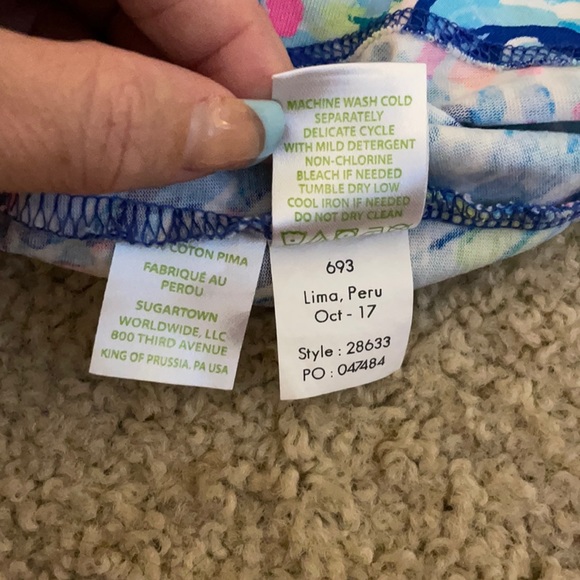 MACHINE WASH COLD
SEPARATELY
DELICATE CYCLE
WITH MILD DETERGENT
NON-CHLORINE
BLEACH IF NEEDED
TUMBLE DRY LOW
COOL IRON IF NEEDED
DO NOT DRY CLEAN
COTON PIMA
FABRIQUÉ AU
PEROU
SUGARTOWN
WORLDWIDE, LLC
800 THIRD AVENUE
KING OF PRUSSIA, PA USA
693
Lima, Peru
Oct - 17
Style : 28633
PO : 047484